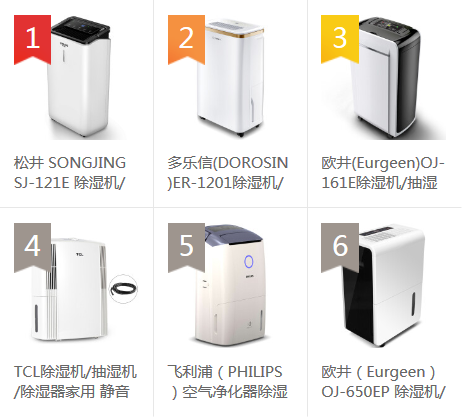 1
松井 SONGJING
SJ-121E 除湿机/
2
多乐信(DOROSIN
)ER-1201除湿机/
3
欧井(Eurgeen)OJ-
161E除湿机/抽湿
4
TCL
TCL除湿机/抽湿机
/除湿器家用 静音
5
飞利浦（PHILIPS
）空气净化器除湿
6
欧井（Eurgeen）
OJ-650EP 除湿机/